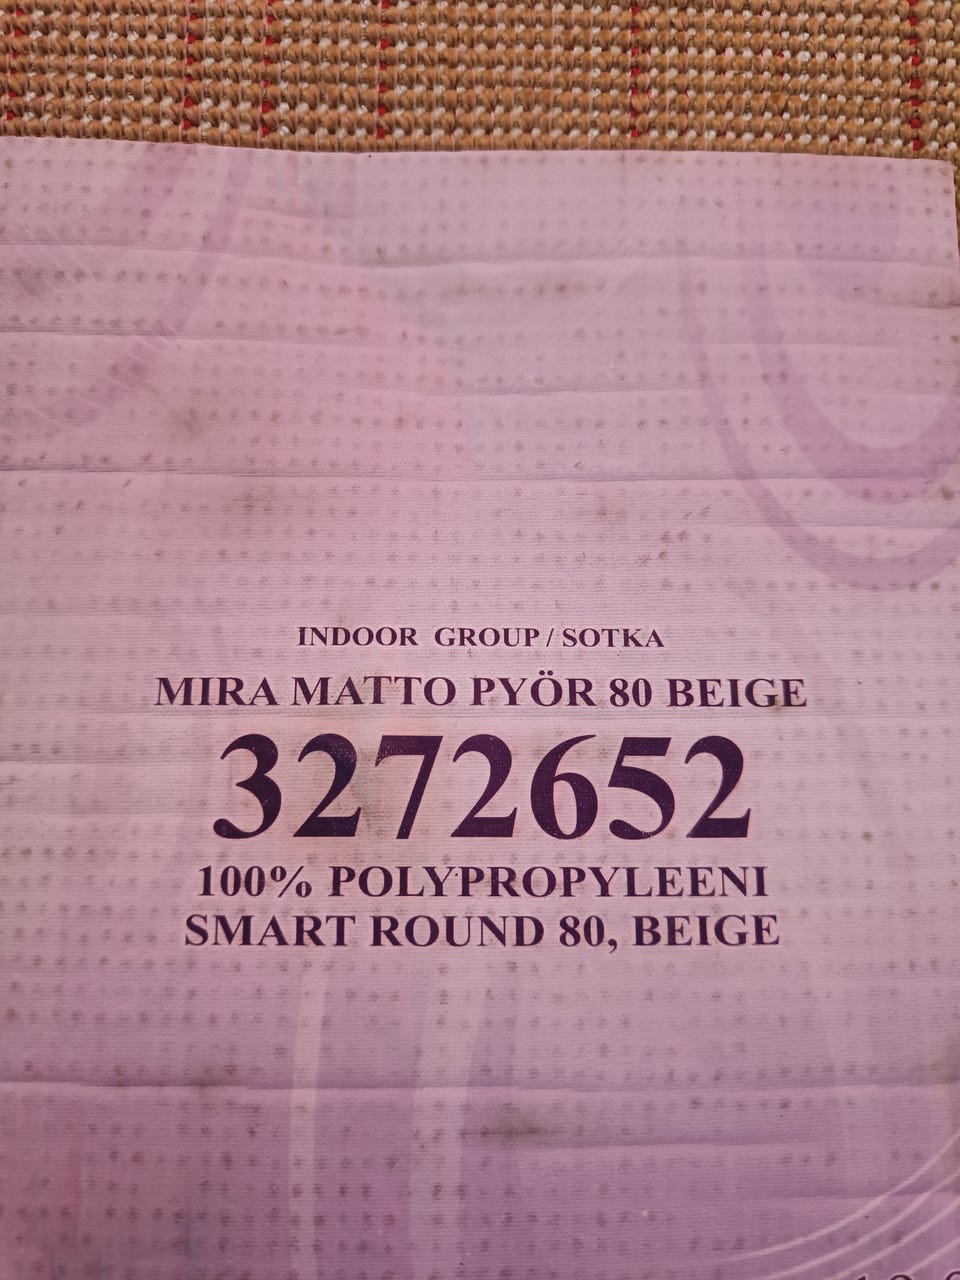 INDOOR GROUP / SOTKA
MIRA MATTO PYÖR 80 BEIGE
3272652
100% POLYPROPYLEENI
SMART ROUND 80, BEIGE